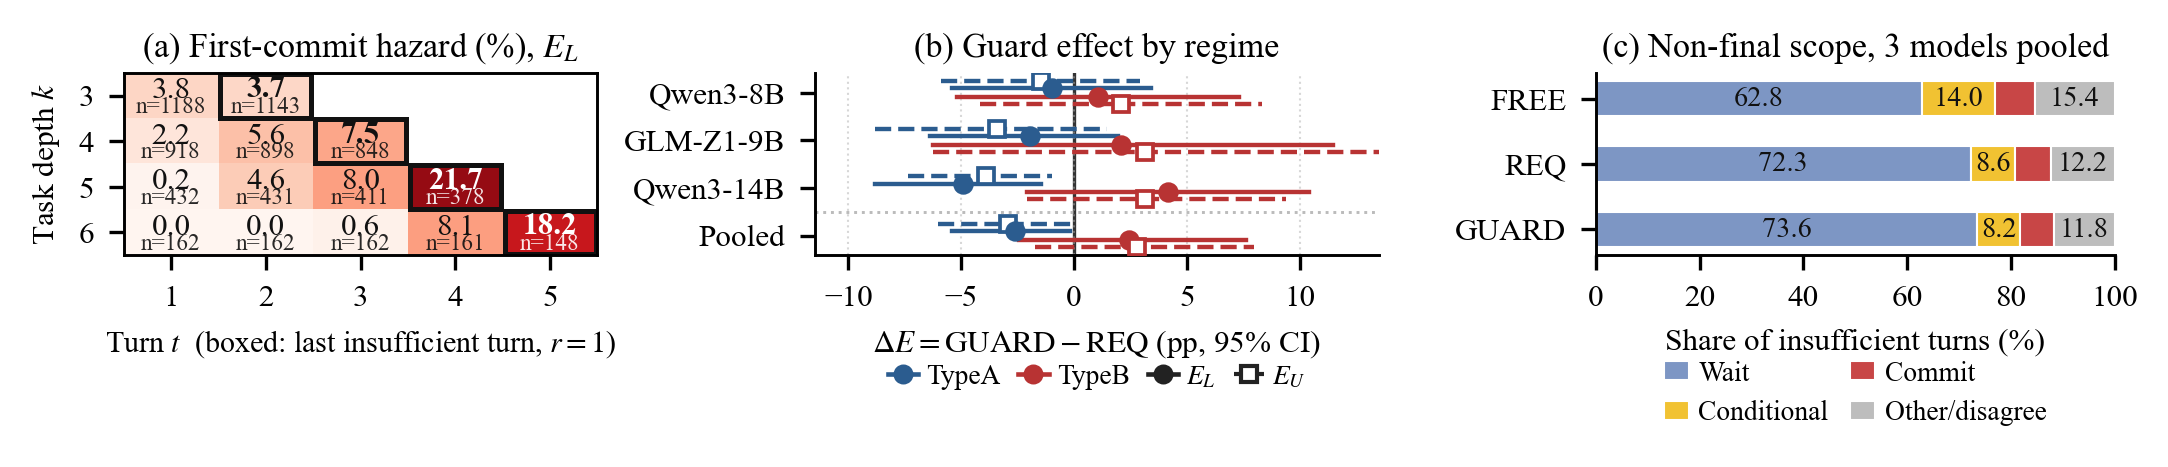 (a) First-commit hazard (%), E_L
Task depth k
3
3.8
3.7
n=1188
n=1143
4
2.2
5.6
7.5
n=918
n=898
n=848
5
0.2
4.6
8.0
21.7
n=432
n=431
n=411
n=378
6
0.0
0.0
0.6
8.1
18.2
n=162
n=162
n=162
n=161
n=148
1
2
3
4
5
Turn t (boxed: last insufficient turn, r = 1)
(b) Guard effect by regime
Qwen3-8B
GLM-Z1-9B
Qwen3-14B
Pooled
−10
−5
0
5
10
ΔE = GUARD − REQ (pp, 95% CI)
TypeA
TypeB
E_L
E_U
(c) Non-final scope, 3 models pooled
FREE
62.8
14.0
15.4
REQ
72.3
8.6
12.2
GUARD
73.6
8.2
11.8
0
20
40
60
80
100
Share of insufficient turns (%)
Wait
Commit
Conditional
Other/disagree